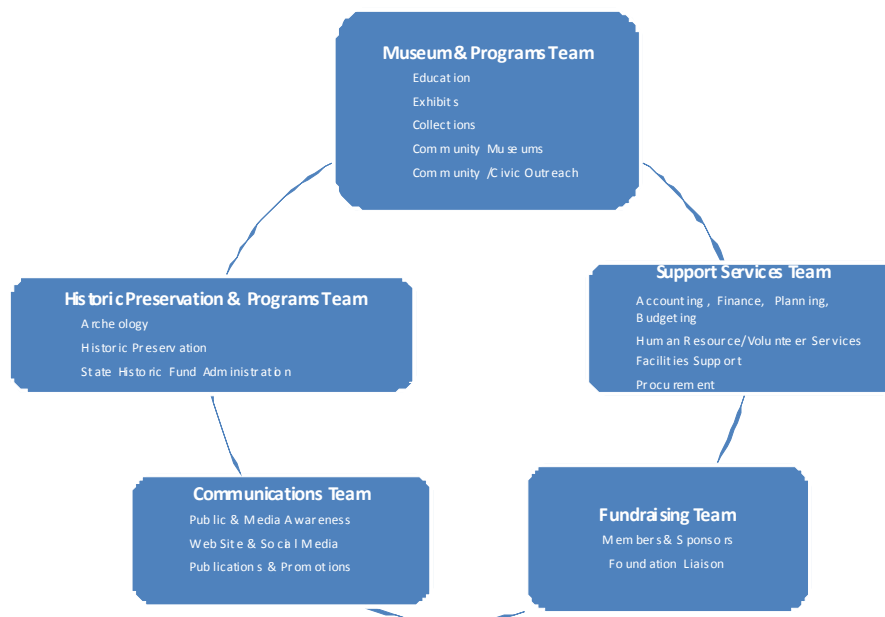 Museum & Programs Team
Education
Exhibits
Collections
Community Museums
Community /Civic Outreach
Support Services Team
Accounting, Finance, Planning,
Budgeting
Human Resource/Volunteer Services
Facilities Support
Procurement
Historic Preservation & Programs Team
Archeology
Historic Preservation
State Historic Fund Administration
Communications Team
Public & Media Awareness
Web Site & Social Media
Publications & Promotions
Fundraising Team
Members & Sponsors
Foundation Liaison